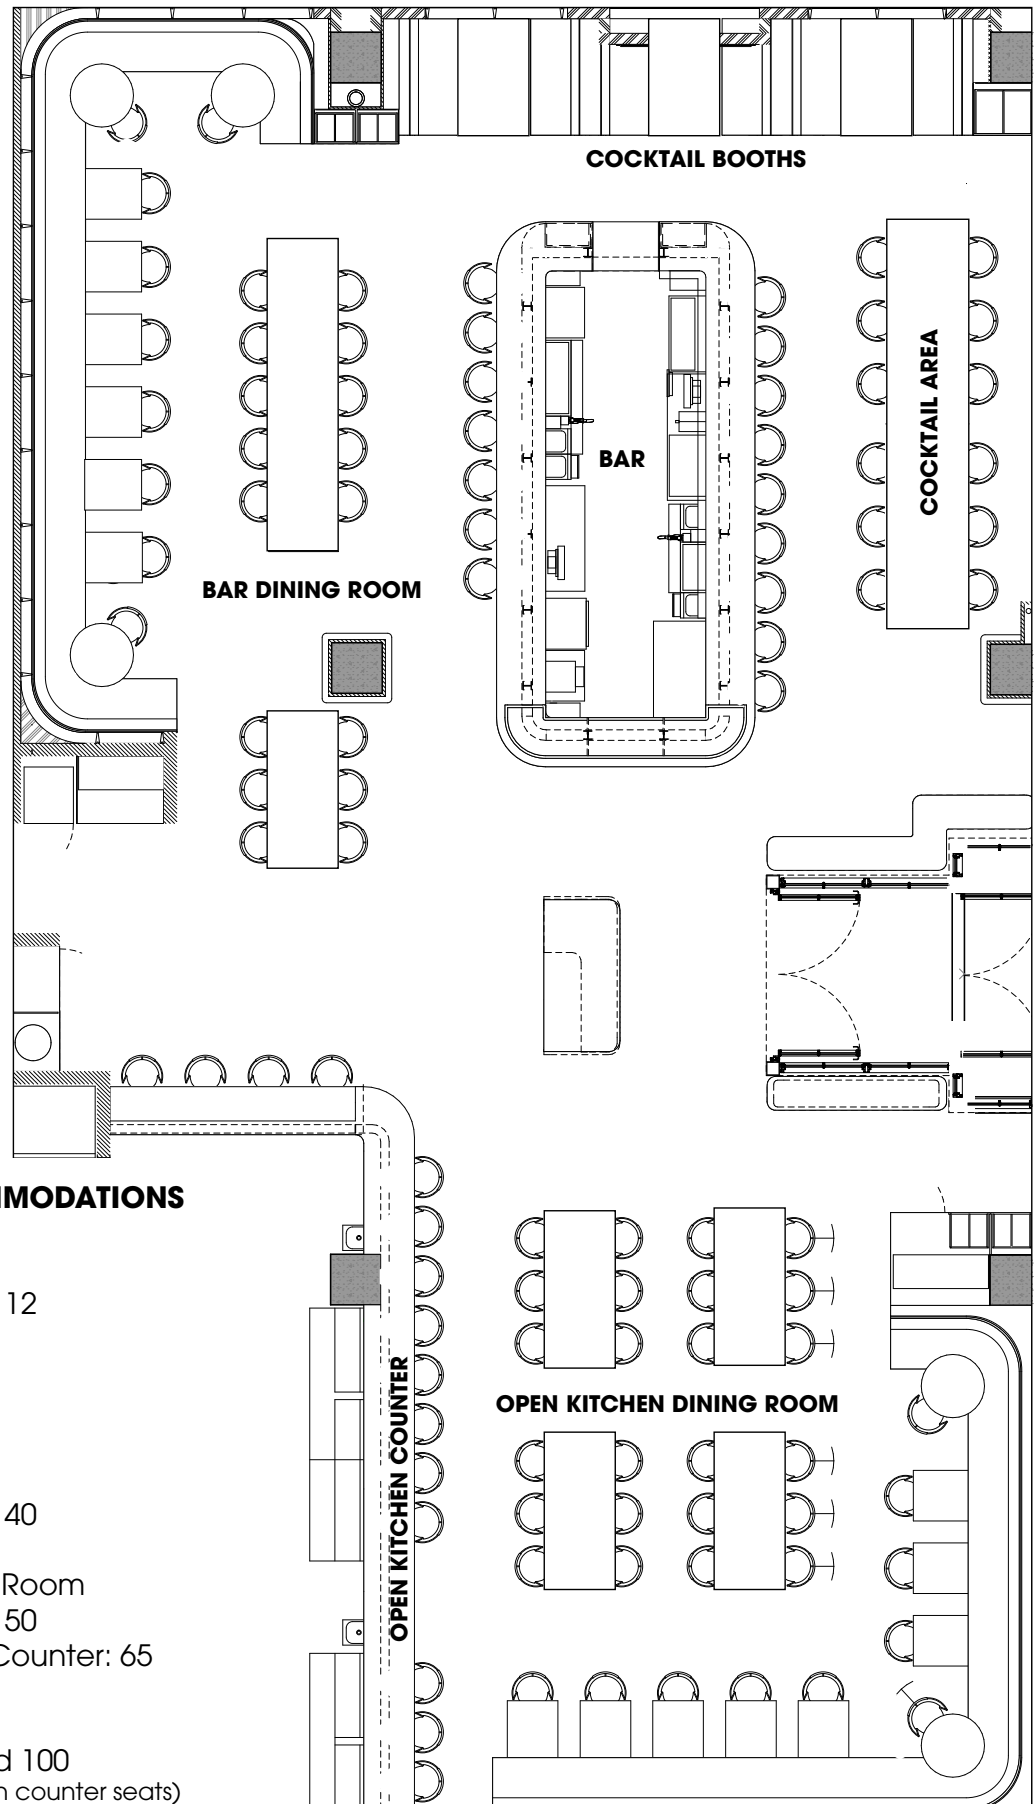 COCKTAIL BOOTHS
COCKTAIL AREA
BAR
BAR DINING ROOM
MODATIONS
12
OPEN KITCHEN COUNTER
OPEN KITCHEN DINING ROOM
40
Room
50
Counter: 65
100
counter seats)